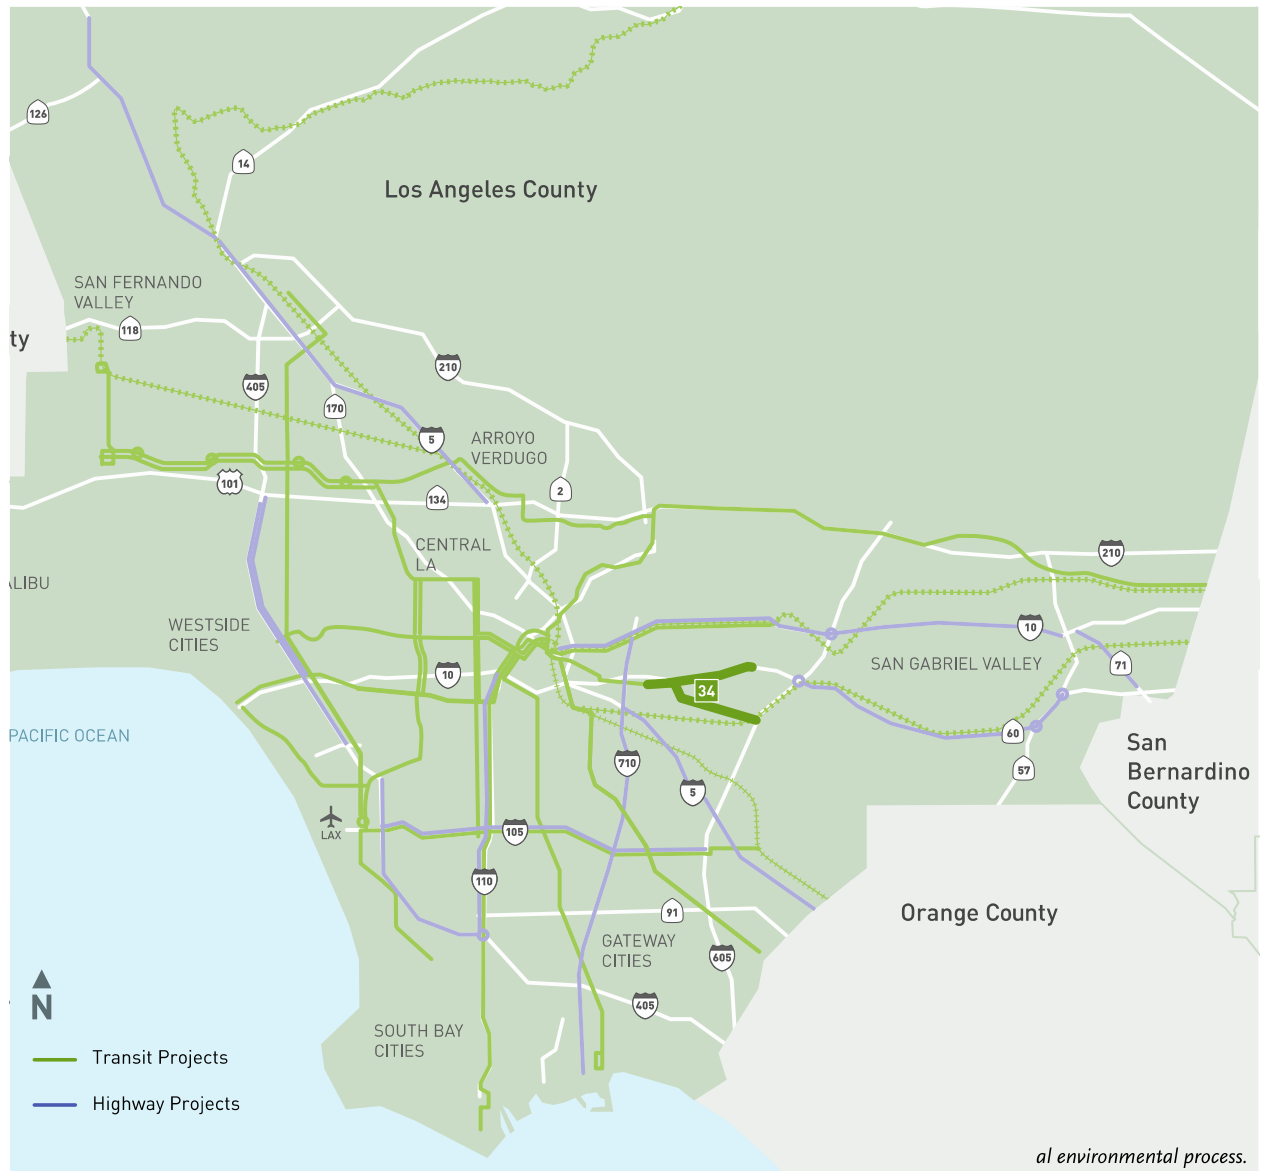 126
14
Los Angeles County
SAN FERNANDO
VALLEY
118
ty
210
405
170
5
ARROYO
VERDUGO
101
134
2
CENTRAL
LA
210
ALIBU
WESTSIDE
CITIES
10
SAN GABRIEL VALLEY
71
10
34
PACIFIC OCEAN
60
San
Bernardino
County
57
710
5
LAX
105
110
91
Orange County
GATEWAY
CITIES
605
405
N
SOUTH BAY
CITIES
Transit Projects
Highway Projects
al environmental process.